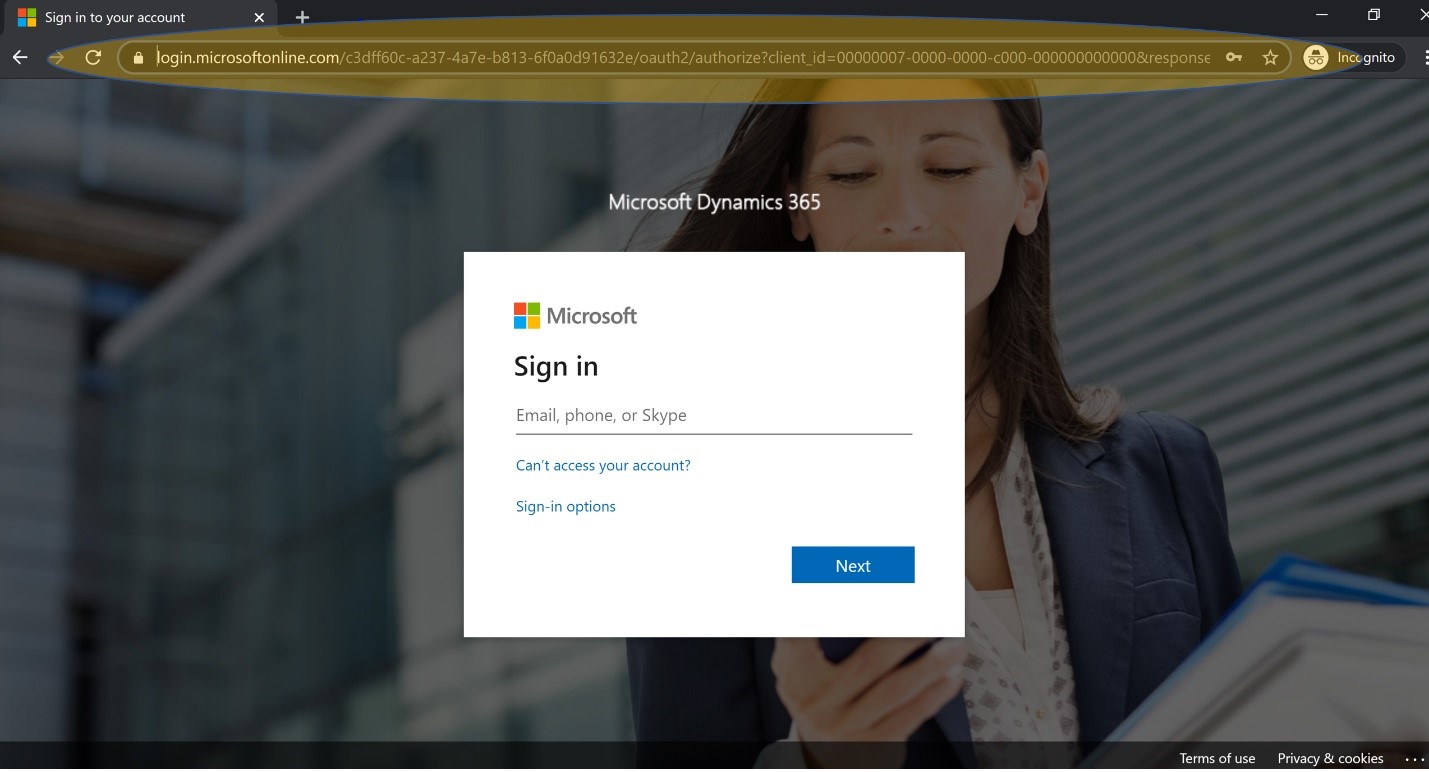 Sign in to your account
login.microsoftonline.com/c3dff60c-a237-4a7e-b813-6f0a0d91632e/oauth2/authorize?client_id=00000007-0000-0000-c000-000000000000&response
Incognito
Microsoft Dynamics 365
Microsoft
Sign in
Email, phone, or Skype
Can't access your account?
Sign-in options
Next
Terms of use Privacy & cookies ...